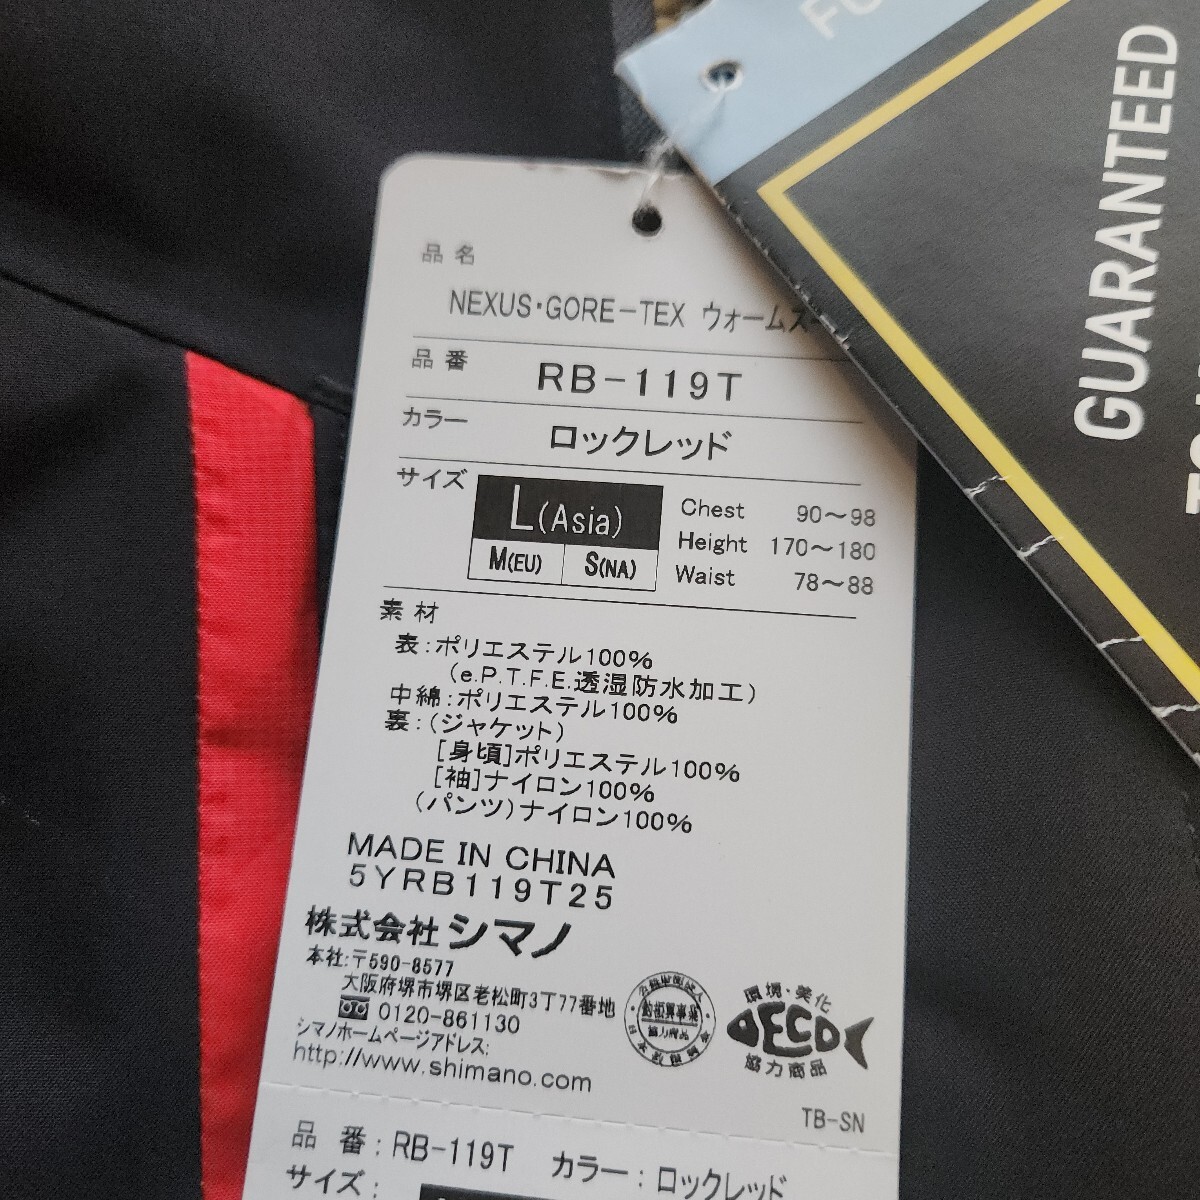 GUARANTEED
品名
NEXUS・GORE-TEX ウォームス
品番 RB-119T
カラー ロックレッド
サイズ L(Asia)
M(EU) S(NA)
Chest 90～98
Height 170～180
Waist 78～88
素材
表:ポリエステル100%
(e.P.T.F.E.透湿防水加工)
中綿:ポリエステル100%
裏:(ジャケット)
[身頃]ポリエステル100%
[袖]ナイロン100%
(パンツ)ナイロン100%
MADE IN CHINA
5YRB119T25
株式会社シマノ
本社:〒590-8577
大阪府堺市堺区老松町3丁77番地
0120-861130
シマノホームページアドレス:
http://www.shimano.com
協力商品
環境・美化
ECO
協力商品
TB-SN
品番:RB-119T カラー:ロックレッド
サイズ: